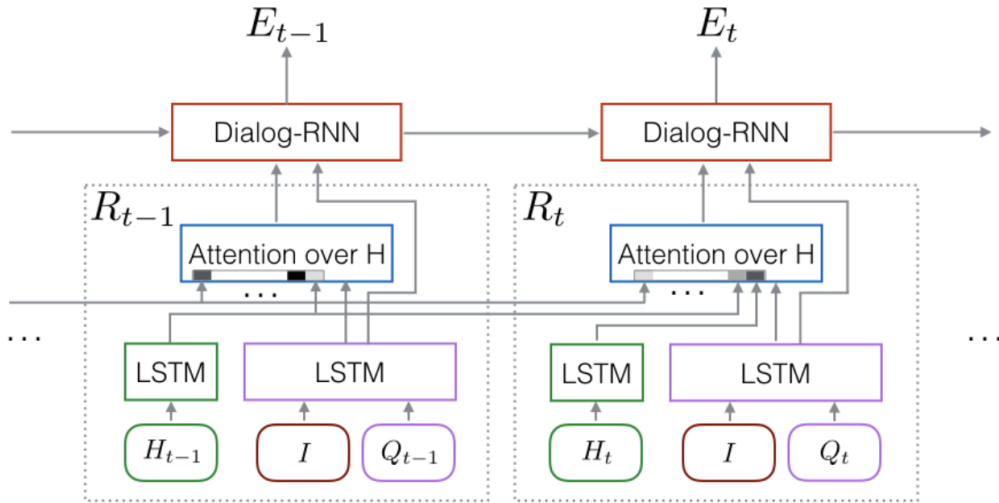 E_{t-1} E_t
Dialog-RNN Dialog-RNN
R_{t-1} R_t
Attention over H Attention over H
... ...
... ...
LSTM LSTM LSTM LSTM
H_{t-1} I Q_{t-1} H_t I Q_t